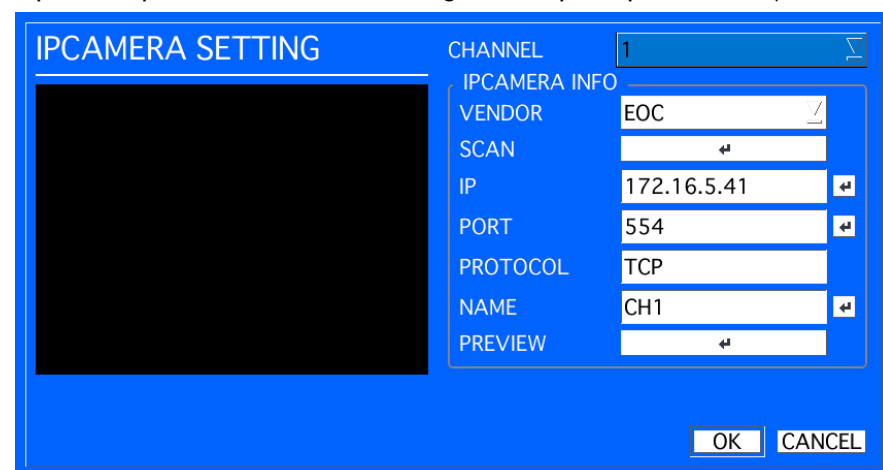 IPCAMERA SETTING
CHANNEL 1
IPCAMERA INFO
VENDOR EOC
SCAN
IP 172.16.5.41
PORT 554
PROTOCOL TCP
NAME CH1
PREVIEW
OK CANCEL